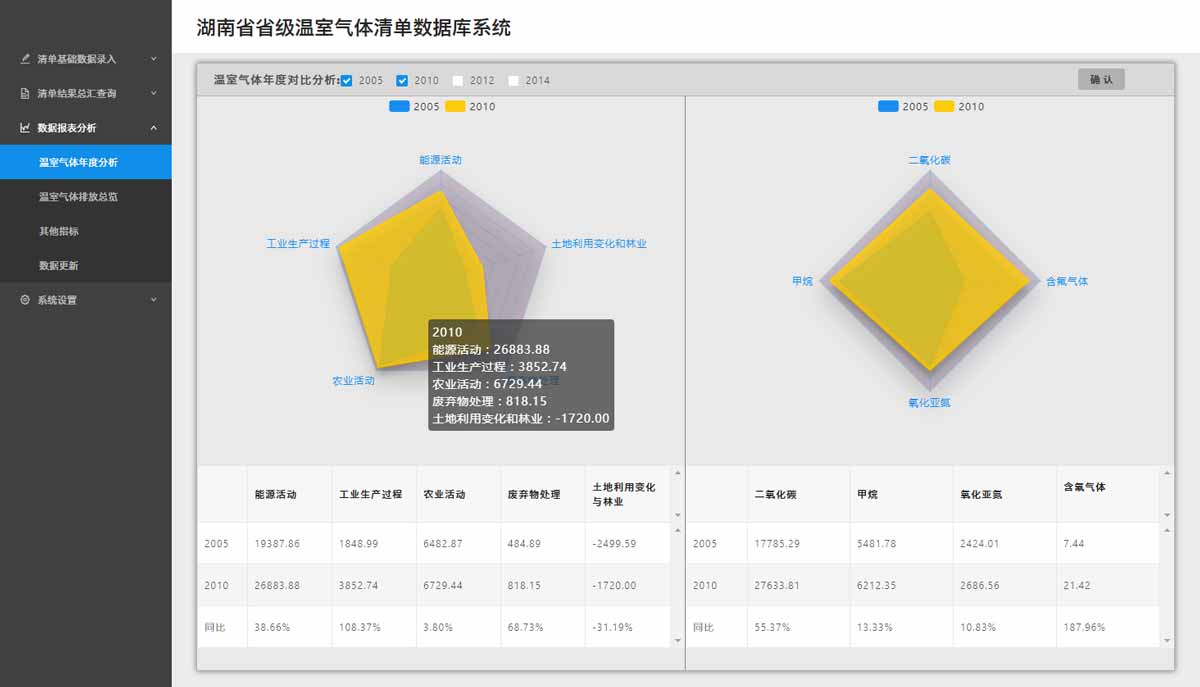 湖南省省级温室气体清单数据库系统
清单基础数据录入
清单结果总汇查询
数据报表分析
温室气体年度分析
温室气体排放总览
其他指标
数据更新
系统设置
温室气体年度对比分析: 2005 2010 2012 2014 确认
2005 2010
能源活动
工业生产过程
土地利用变化和林业
农业活动
2010
能源活动：26883.88
工业生产过程：3852.74
农业活动：6729.44
废弃物处理：818.15
土地利用变化和林业：-1720.00
2005 2010
二氧化碳
甲烷
含氟气体
氧化亚氮
能源活动 工业生产过程 农业活动 废弃物处理 土地利用变化
与林业
2005 19387.86 1848.99 6482.87 484.89 -2499.59
2010 26883.88 3852.74 6729.44 818.15 -1720.00
同比 38.66% 108.37% 3.80% 68.73% -31.19%
二氧化碳 甲烷 氧化亚氮 含氟气体
2005 17785.29 5481.78 2424.01 7.44
2010 27633.81 6212.35 2686.56 21.42
同比 55.37% 13.33% 10.83% 187.96%